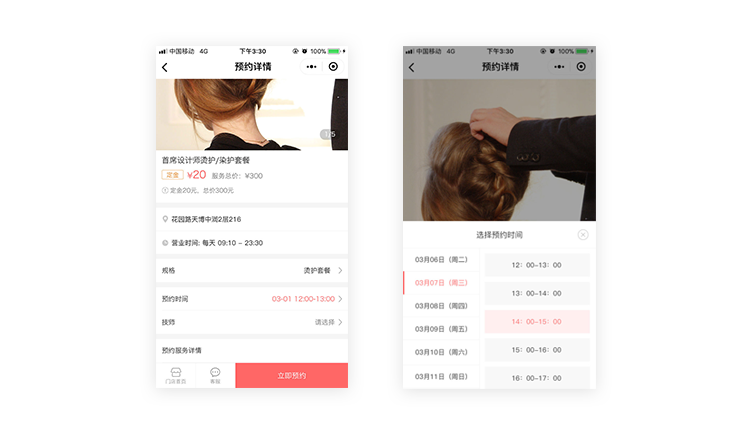 中国移动 4G 下午3:30 100%
预约详情
1/5
首席设计师烫护/染护套餐
定金 ¥20 服务总价：¥300
定金20元，总价300元
花园路天博中润2层216
营业时间: 每天 09:10 - 23:30
规格 烫护套餐
预约时间 03-01 12:00-13:00
技师 请选择
预约服务详情
门店首页 客服 立即预约
中国移动 4G 下午3:30 100%
预约详情
选择预约时间
03月06日（周二） 12：00-13：00
03月07日（周三） 13：00-14：00
03月08日（周四） 14：00-15：00
03月09日（周五） 15：00-16：00
03月10日（周六） 16：00-17：00
03月11日（周日）